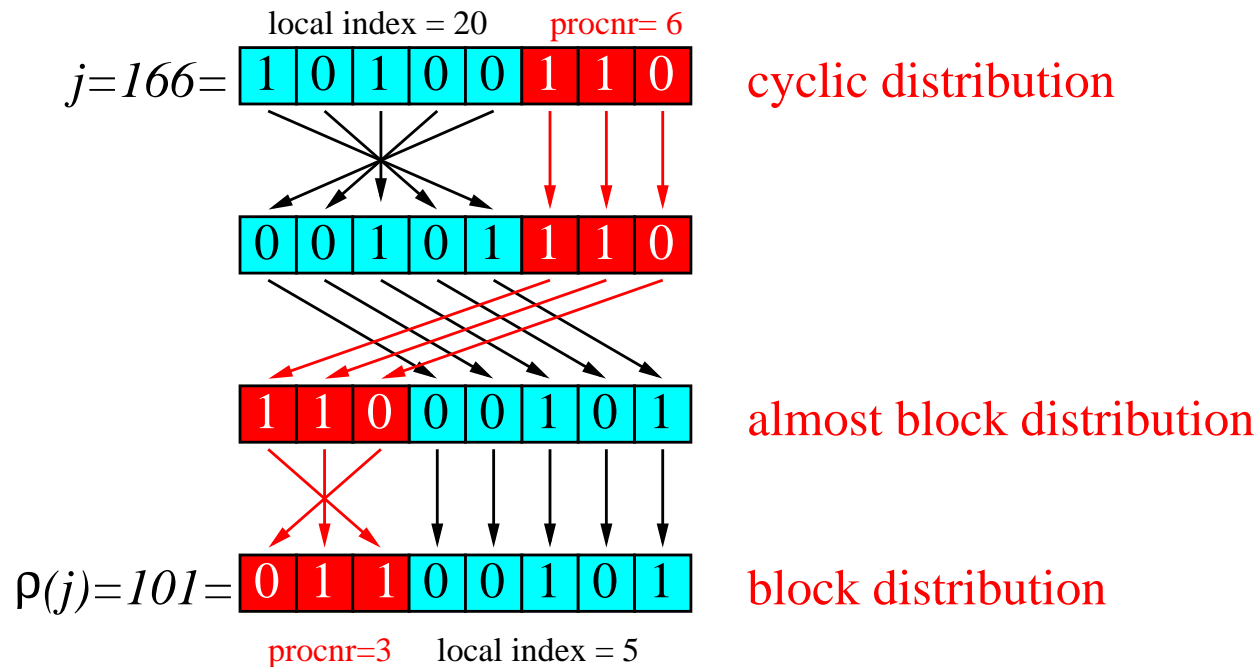 local index = 20 procnr= 6
j=166= 1 0 1 0 0 1 1 0 cyclic distribution
0 0 1 0 1 1 1 0
1 1 0 0 0 1 0 1 almost block distribution
ρ(j)=101= 0 1 1 0 0 1 0 1 block distribution
procnr=3 local index = 5